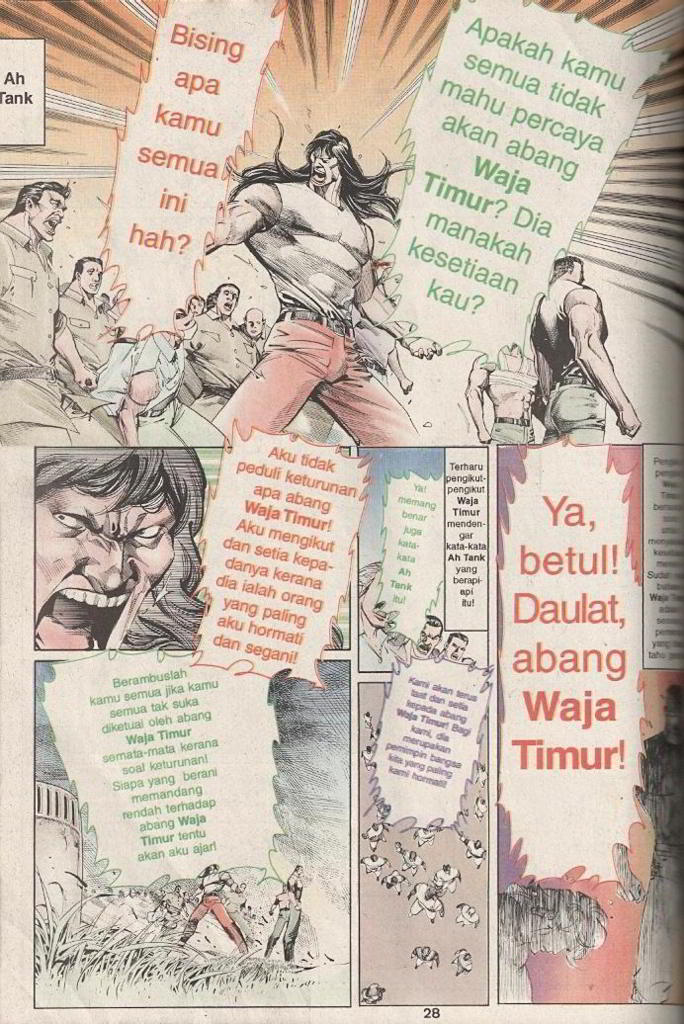 Ah
Tank
Bising
apa
kamu
semua
ini
hah?
Apakah kamu
semua tidak
mahu percaya
akan abang
Waja
Timur? Dia
manakah
kesetiaan
kau?
Aku tidak
peduli keturunan
apa abang
Waja Timur!
Aku mengikut
dan setia kepa-
danya kerana
dia ialah orang
yang paling
aku hormati
dan segani!
Ya!
memang
benar
juga
kata-
kata
Ah
Tank
itu!
Terharu
pengikut-
pengikut
Waja
Timur
menden-
gar
kata-kata
Ah Tank
yang
berapi-
api
itu!
Ya,
betul!
Daulat,
abang
Waja
Timur!
Berambuslah
kamu semua jika kamu
semua tak suka
diketuai oleh abang
Waja Timur
semata-mata kerana
soal keturunan!
Siapa yang berani
memandang
rendah terhadap
abang Waja
Timur tentu
akan aku ajar!
Kami akan terus
taat dan setia
kepada abang
Waja Timur! Bagi
kami, dia
merupakan
pemimpin bangsa
kita yang paling
kami hormati!
28